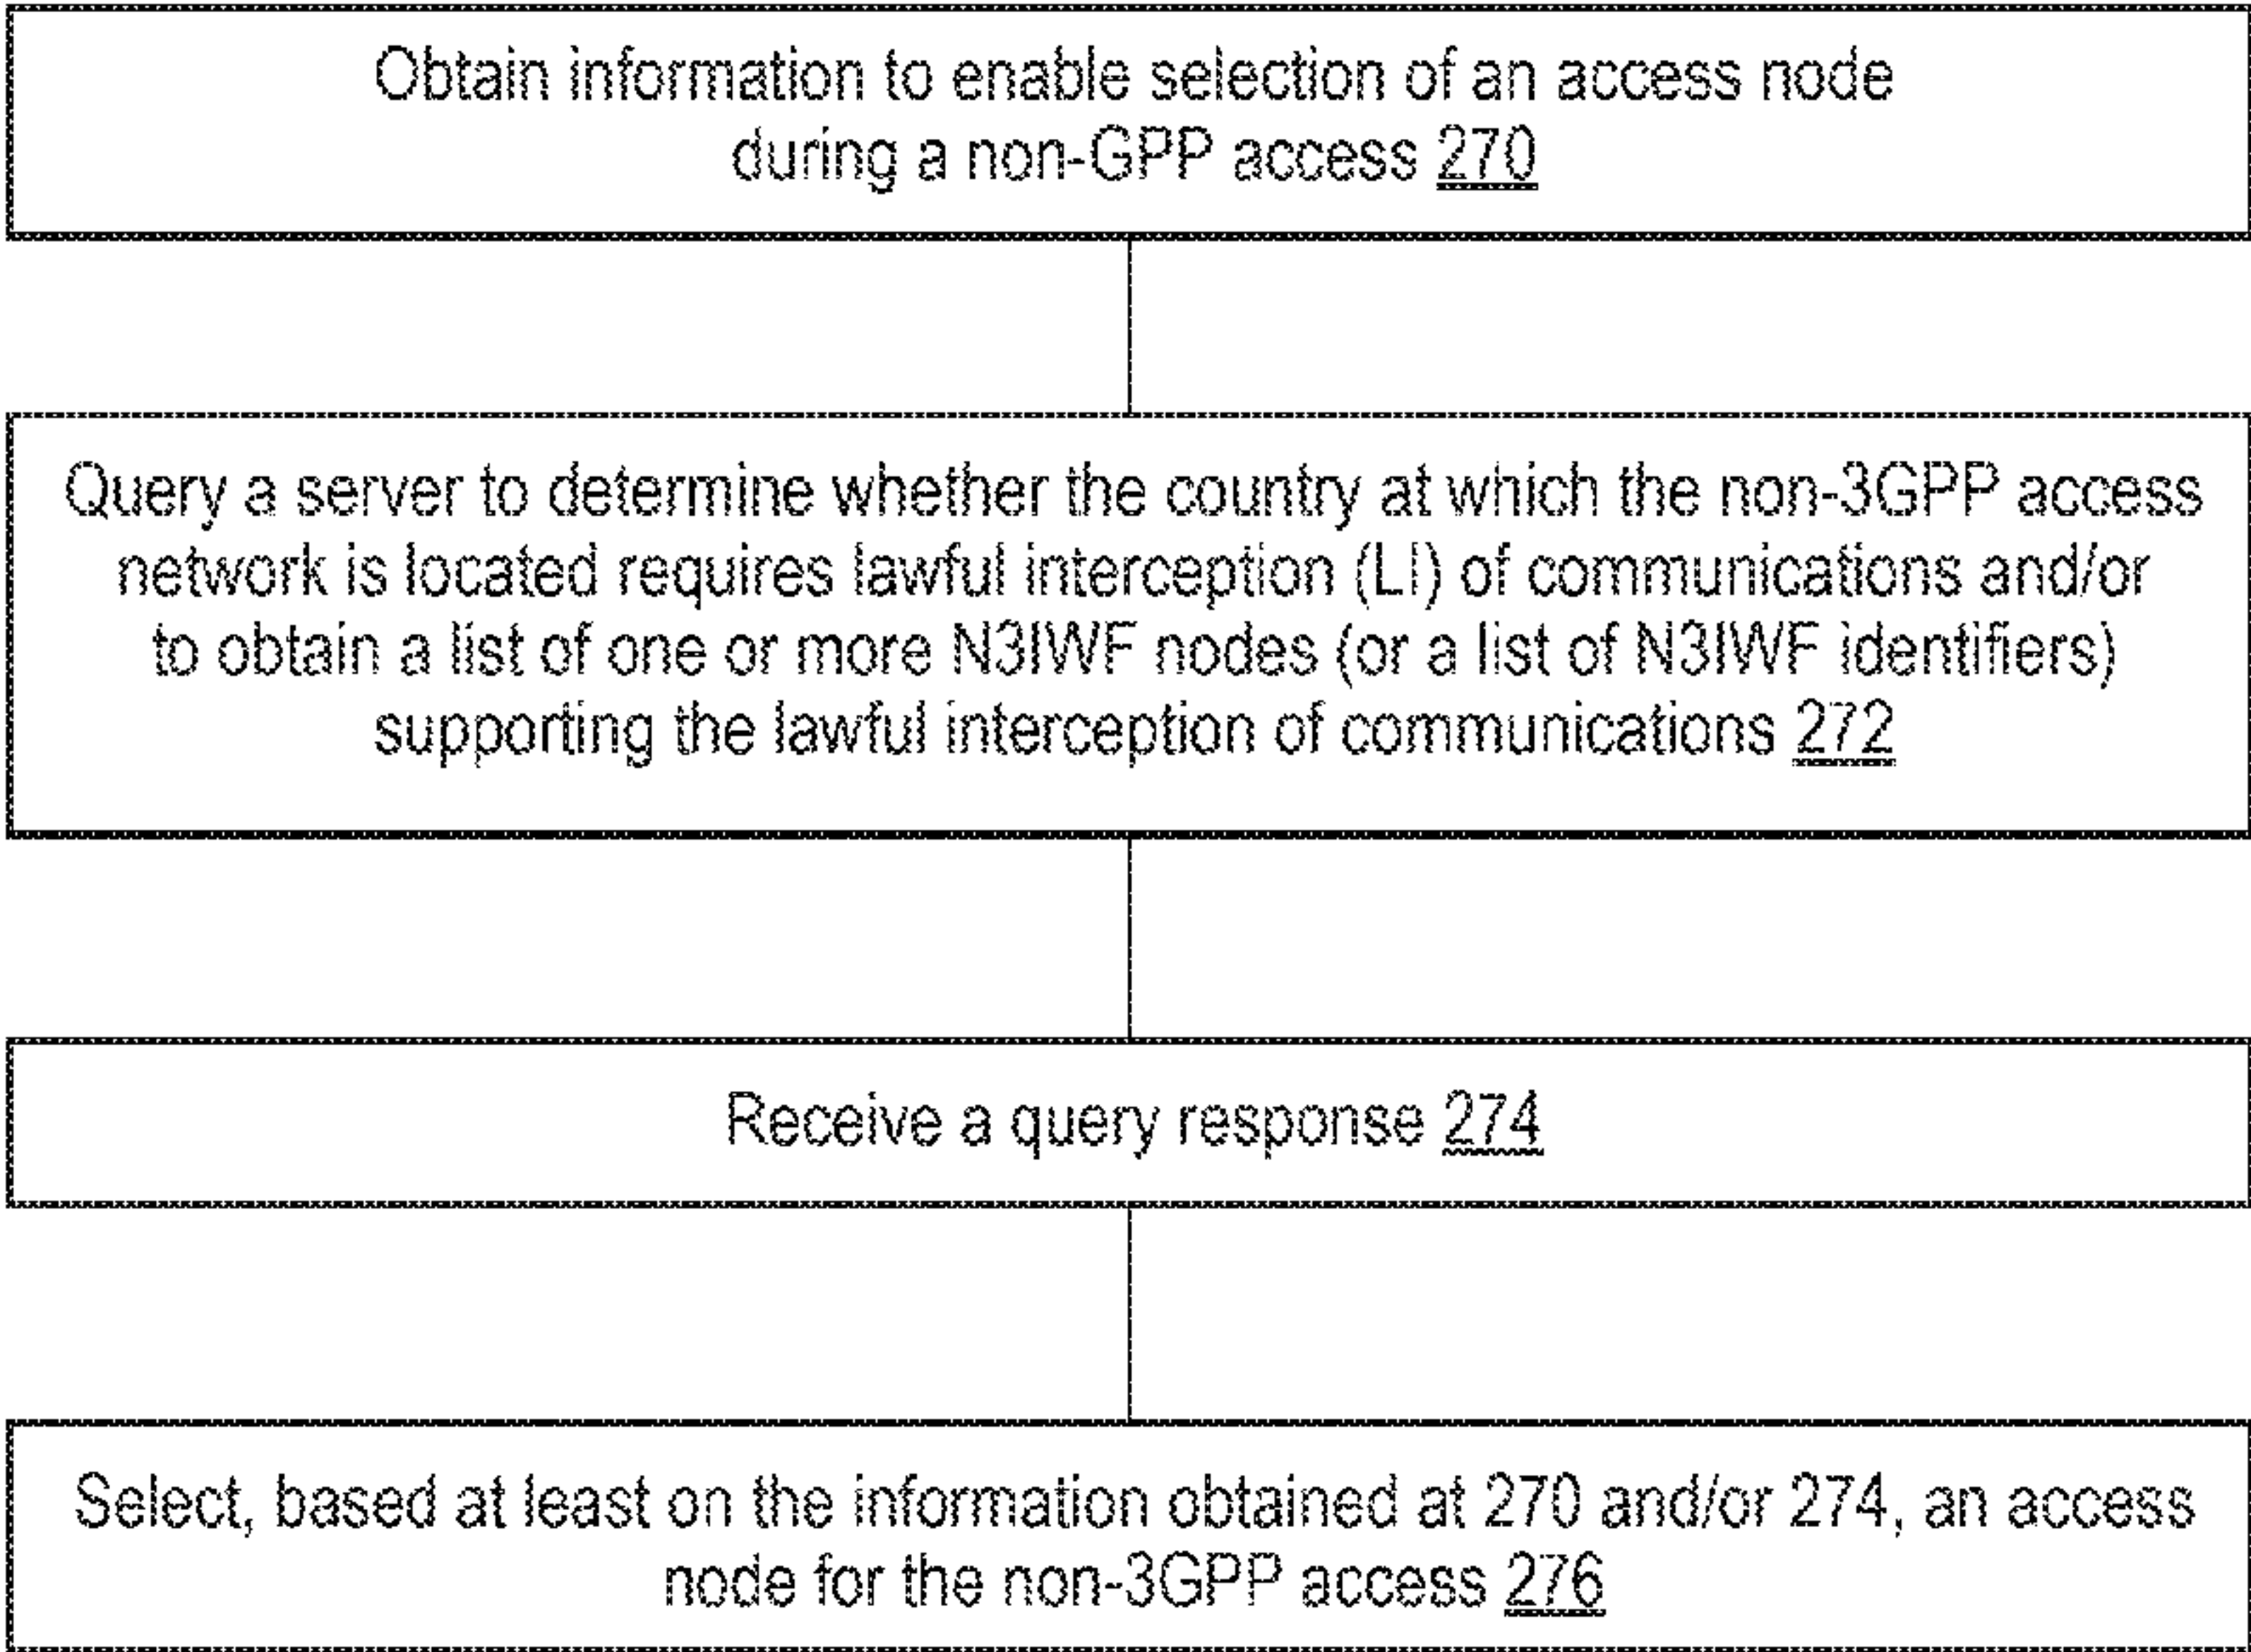 Obtain information to enable selection of an access node
during a non-GPP access 270
Query a server to determine whether the country at which the non-3GPP access
network is located requires lawful interception (LI) of communications and/or
to obtain a list of one or more N3IWF nodes (or a list of N3IWF identifiers)
supporting the lawful interception of communications 272
Receive a query response 274
Select, based at least on the information obtained at 270 and/or 274, an access
node for the non-3GPP access 276